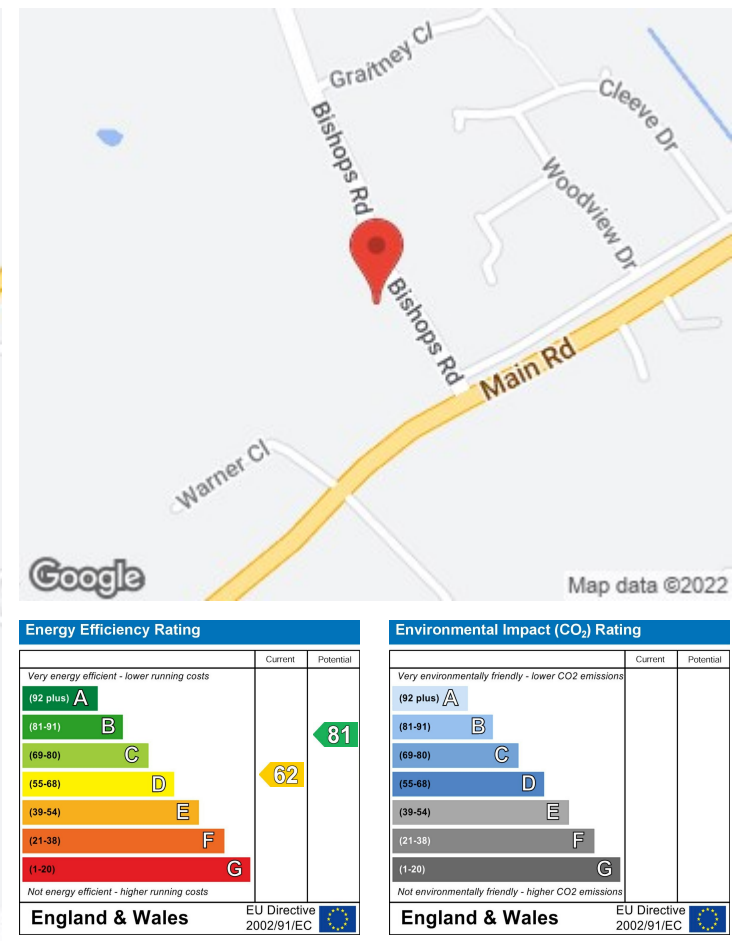 Graitney Cl
Cleeve Dr
Bishops Rd
Woodview Dr
Bishops Rd
Main Rd
Warner Cl
Google
Map data ©2022
Energy Efficiency Rating
Current
Potential
Very energy efficient - lower running costs
(92 plus) A
(81-91) B
81
(69-80) C
62
(55-68) D
(39-54) E
(21-38) F
(1-20) G
Not energy efficient - higher running costs
England & Wales
EU Directive
2002/91/EC
Environmental Impact (CO₂) Rating
Current
Potential
Very environmentally friendly - lower CO2 emissions
(92 plus) A
(81-91) B
(69-80) C
(55-68) D
(39-54) E
(21-38) F
(1-20) G
Not environmentally friendly - higher CO2 emissions
England & Wales
EU Directive
2002/91/EC